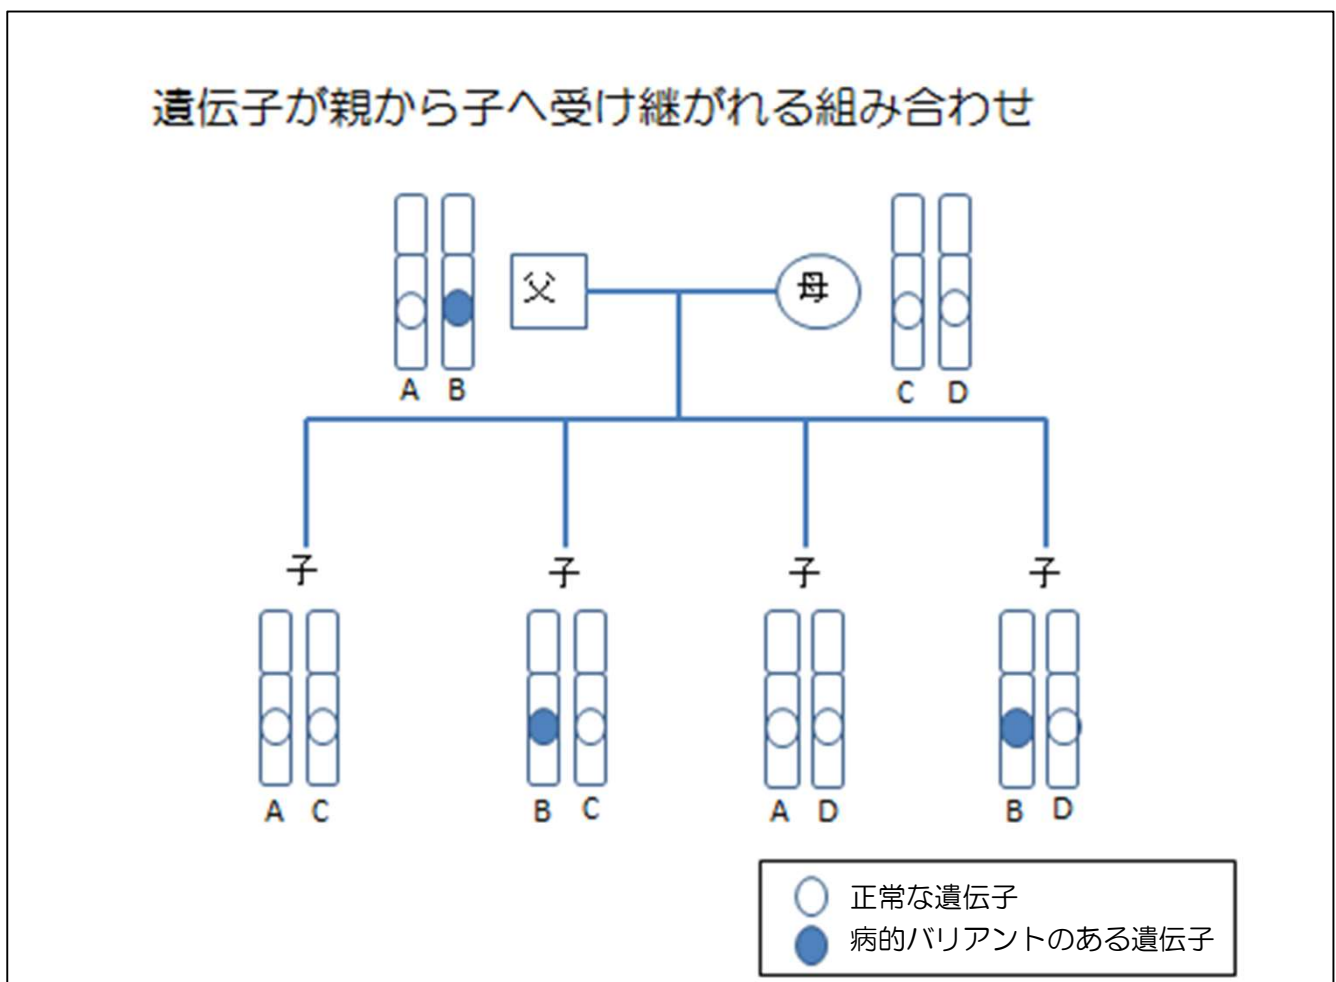 遺伝子が親から子へ受け継がれる組み合わせ
父 母
A B C D
子 子 子 子
A C B C A D B D
正常な遺伝子
病的バリアントのある遺伝子